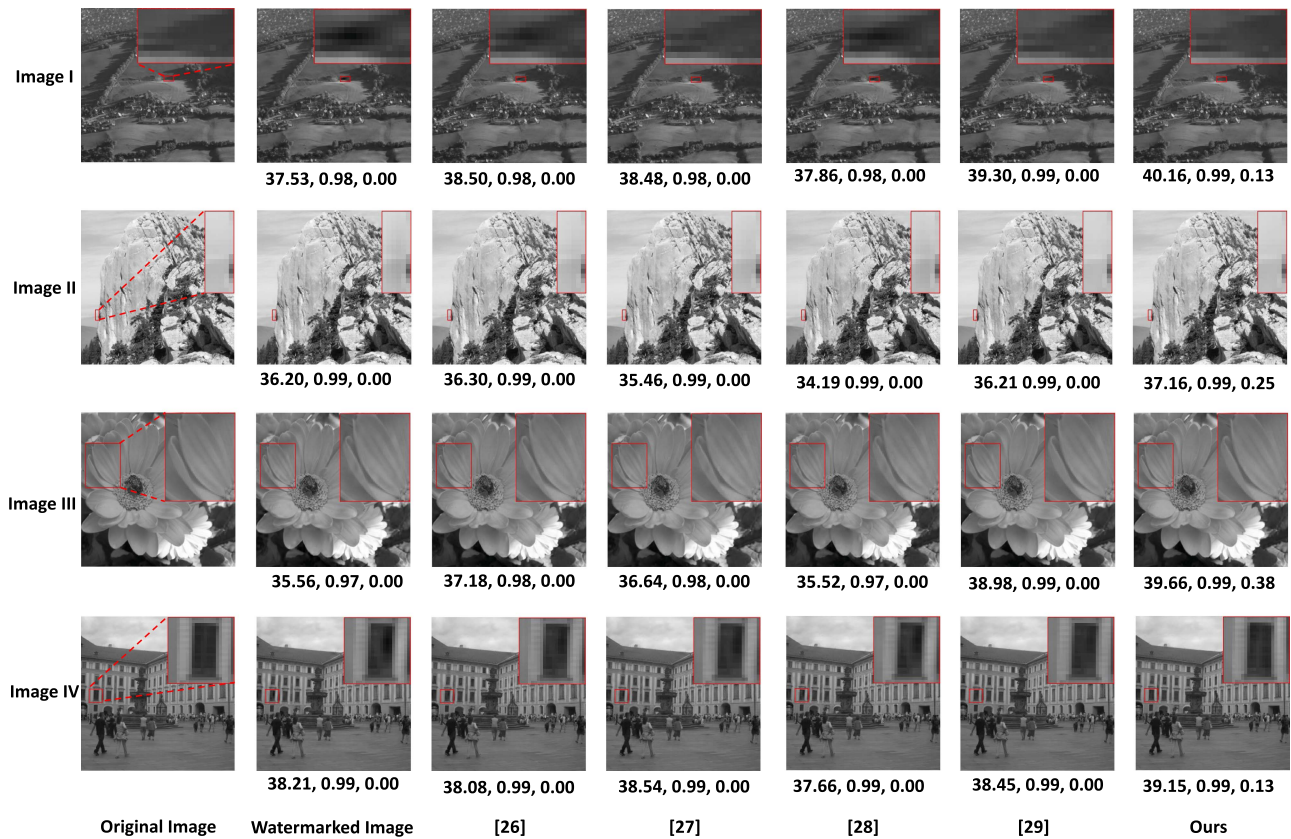 Image I
37.53, 0.98, 0.00
38.50, 0.98, 0.00
38.48, 0.98, 0.00
37.86, 0.98, 0.00
39.30, 0.99, 0.00
40.16, 0.99, 0.13
Image II
36.20, 0.99, 0.00
36.30, 0.99, 0.00
35.46, 0.99, 0.00
34.19 0.99, 0.00
36.21 0.99, 0.00
37.16, 0.99, 0.25
Image III
35.56, 0.97, 0.00
37.18, 0.98, 0.00
36.64, 0.98, 0.00
35.52, 0.97, 0.00
38.98, 0.99, 0.00
39.66, 0.99, 0.38
Image IV
38.21, 0.99, 0.00
38.08, 0.99, 0.00
38.54, 0.99, 0.00
37.66, 0.99, 0.00
38.45, 0.99, 0.00
39.15, 0.99, 0.13
Original Image
Watermarked Image
[26]
[27]
[28]
[29]
Ours